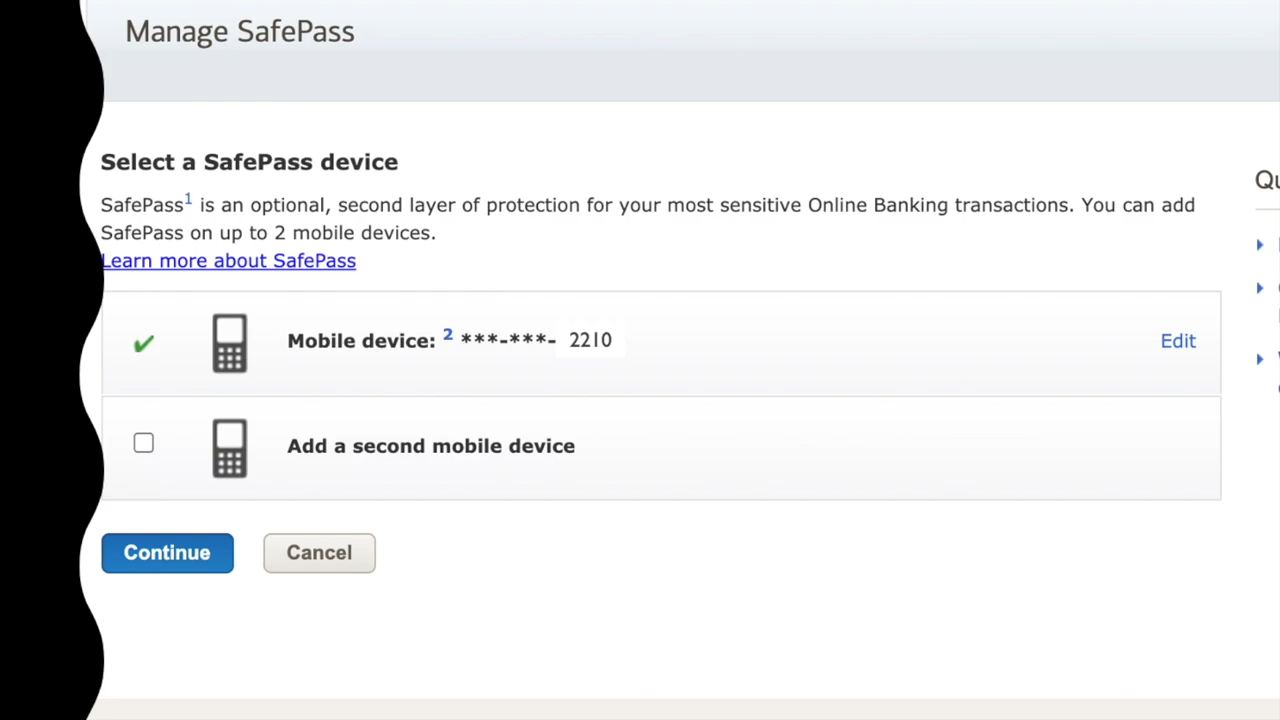 Manage SafePass
Select a SafePass device
SafePass1 is an optional, second layer of protection for your most sensitive Online Banking transactions. You can add
SafePass on up to 2 mobile devices.
Learn more about SafePass
Mobile device: 2 ***-***- 2210
Edit
Add a second mobile device
Continue
Cancel